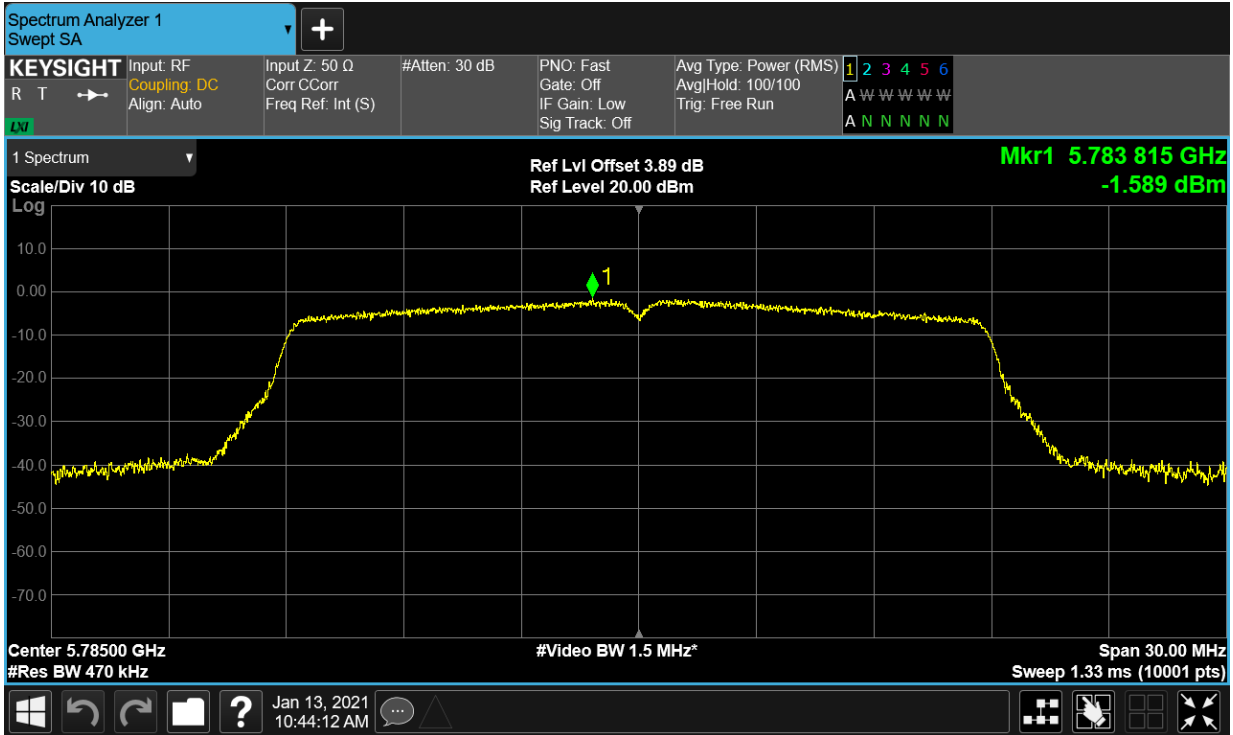 Spectrum Analyzer 1
Swept SA
▼
+
KEYSIGHT
R T
LXI
Input: RF
Coupling: DC
Align: Auto
Input Z: 50 Ω
Corr CCorr
Freq Ref: Int (S)
#Atten: 30 dB
PNO: Fast
Gate: Off
IF Gain: Low
Sig Track: Off
Avg Type: Power (RMS)
Avg|Hold: 100/100
Trig: Free Run
1 2 3 4 5 6
A W W W W W
A N N N N N
1 Spectrum ▼
Scale/Div 10 dB
Log
Ref Lvl Offset 3.89 dB
Ref Level 20.00 dBm
Mkr1 5.783 815 GHz
-1.589 dBm
10.0
0.00
-10.0
-20.0
-30.0
-40.0
-50.0
-60.0
-70.0
1
Center 5.78500 GHz
#Res BW 470 kHz
#Video BW 1.5 MHz*
Span 30.00 MHz
Sweep 1.33 ms (10001 pts)
?
Jan 13, 2021
10:44:12 AM